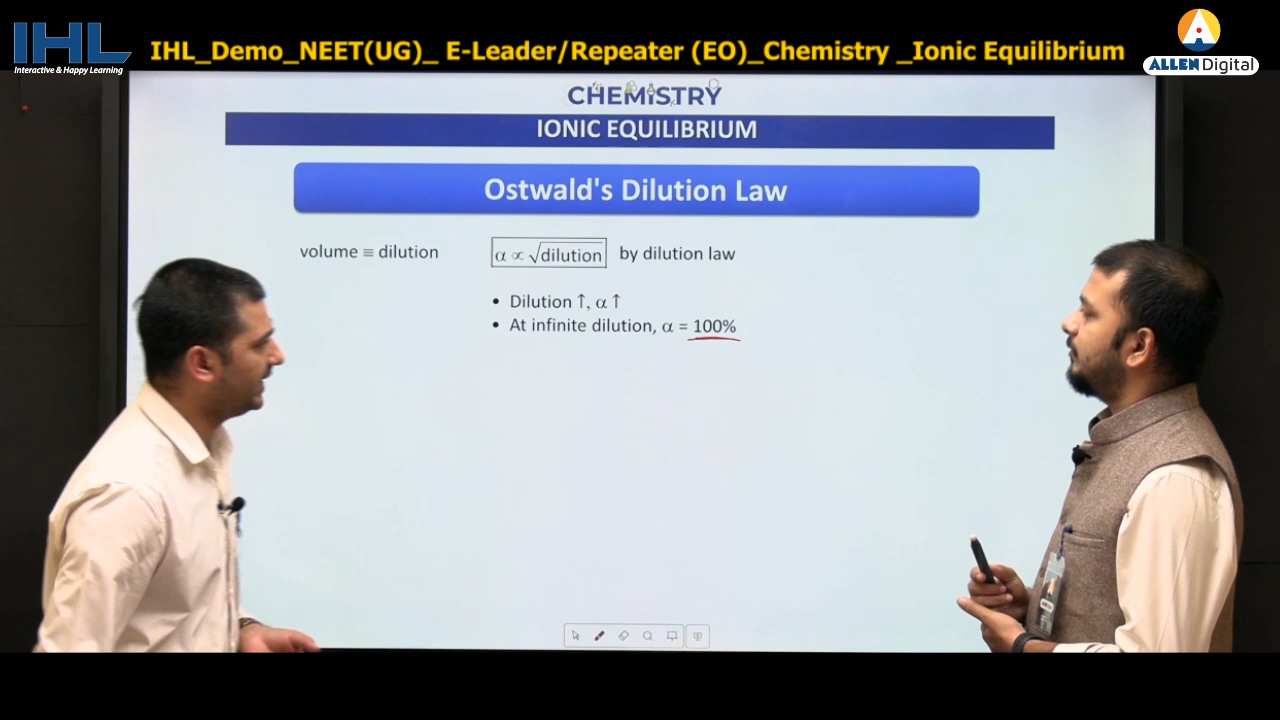 IHL
Interactive & Happy Learning
IHL_Demo_NEET(UG)_ E-Leader/Repeater (EO)_Chemistry _Ionic Equilibrium
ALLEN Digital
CHEMISTRY
IONIC EQUILIBRIUM
Ostwald's Dilution Law
volume ≡ dilution α ∝ √dilution by dilution law
• Dilution ↑, α ↑
• At infinite dilution, α = 100%